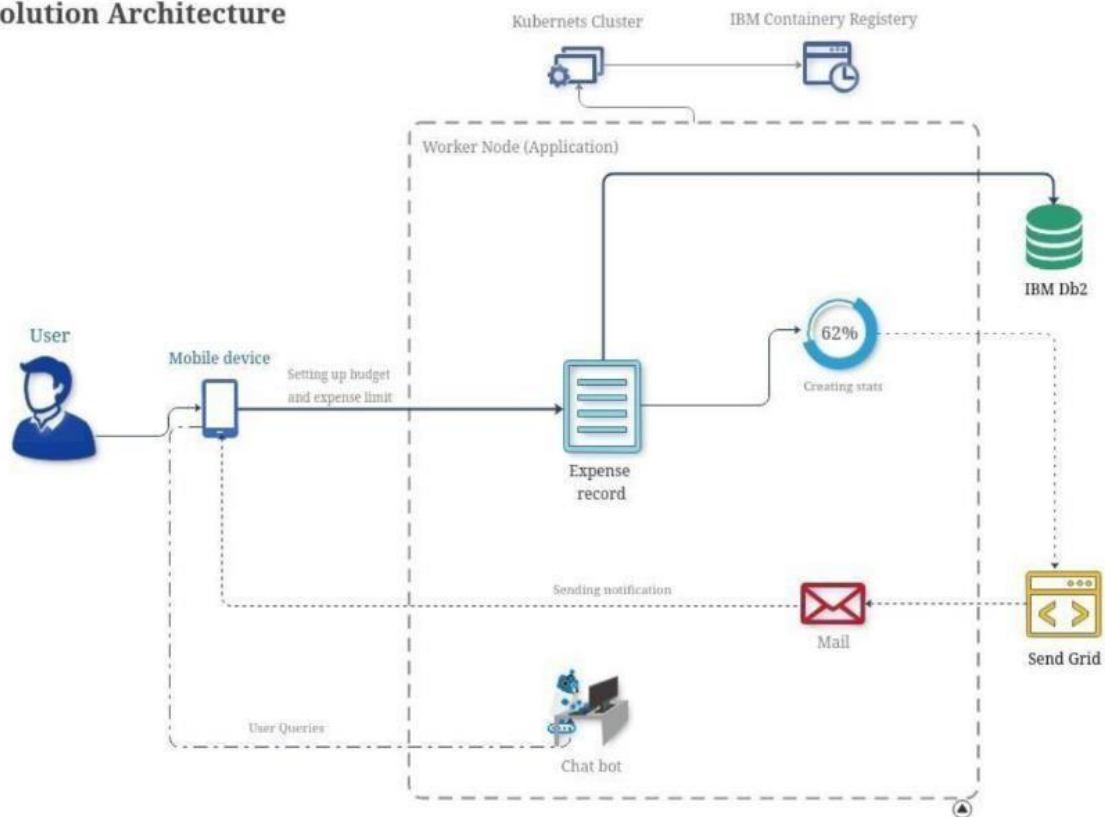 olution Architecture
Kubernets Cluster
IBM Containery Registery
Worker Node (Application)
IBM Db2
User
62%
Mobile device
Setting up budget
and expense limit
Creating stats
Expense
record
Sending notification
Mail
Send Grid
User Queries
Chat bot